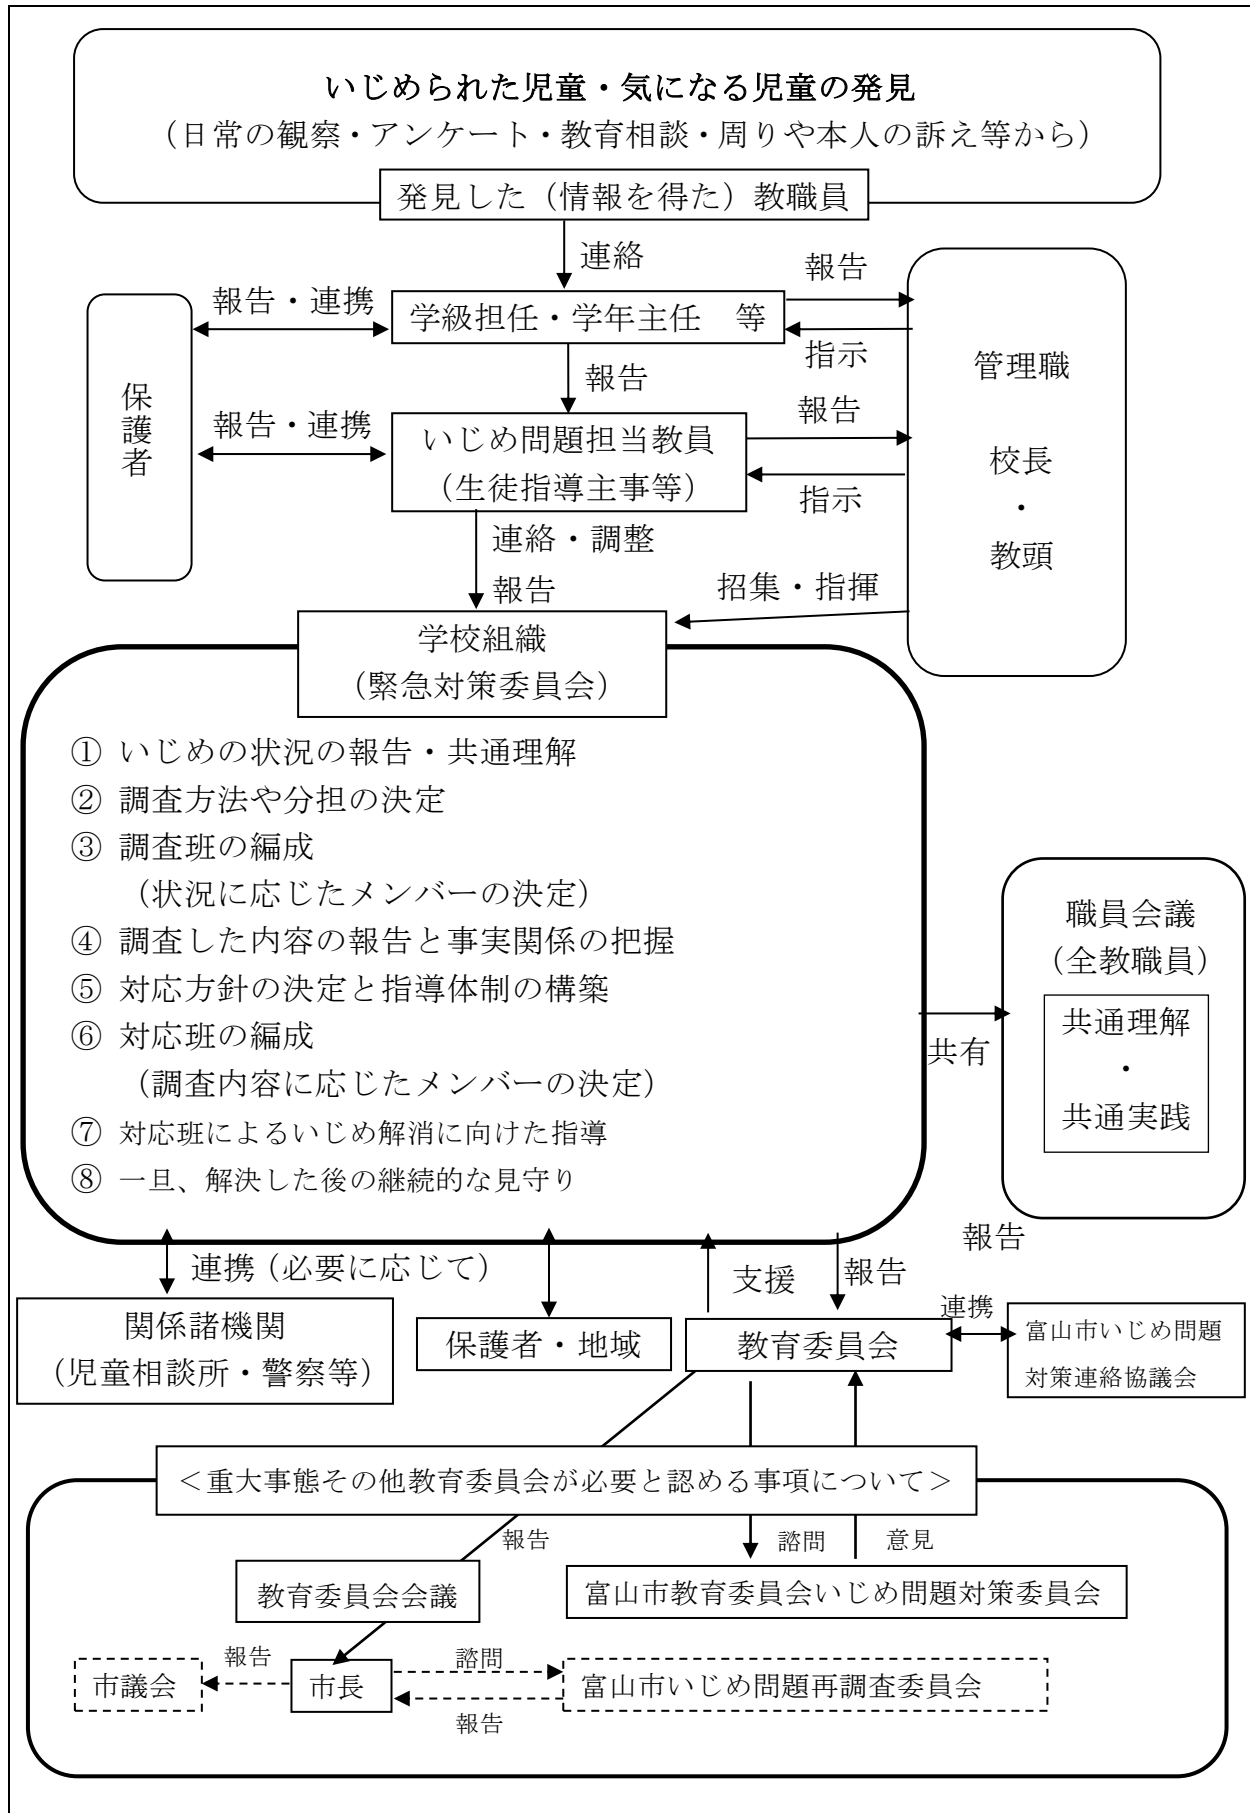 いじめられた児童・気になる児童の発見
（日常の観察・アンケート・教育相談・周りや本人の訴え等から）
発見した（情報を得た）教職員
連絡
報告
報告・連携
学級担任・学年主任　等
指示
管理職
校長
・
教頭
保護者
報告
報告・連携
いじめ問題担当教員
（生徒指導主事等）
報告
指示
連絡・調整
報告
招集・指揮
学校組織
（緊急対策委員会）
① いじめの状況の報告・共通理解
② 調査方法や分担の決定
③ 調査班の編成
（状況に応じたメンバーの決定）
④ 調査した内容の報告と事実関係の把握
⑤ 対応方針の決定と指導体制の構築
⑥ 対応班の編成
（調査内容に応じたメンバーの決定）
⑦ 対応班によるいじめ解消に向けた指導
⑧ 一旦、解決した後の継続的な見守り
共有
職員会議
（全教職員）
共通理解
・
共通実践
報告
連携（必要に応じて）
支援
報告
連携
関係諸機関
（児童相談所・警察等）
保護者・地域
教育委員会
富山市いじめ問題
対策連絡協議会
＜重大事態その他教育委員会が必要と認める事項について＞
報告
諮問
意見
教育委員会会議
富山市教育委員会いじめ問題対策委員会
報告
諮問
市議会
市長
富山市いじめ問題再調査委員会
報告